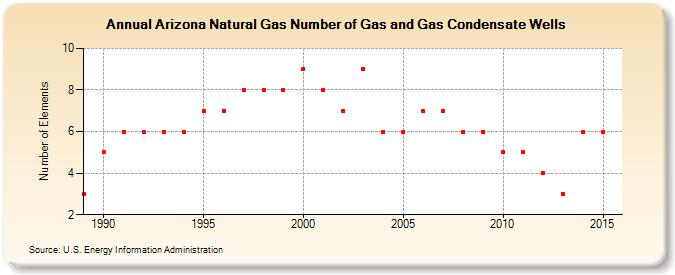 Annual Arizona Natural Gas Number of Gas and Gas Condensate Wells
Number of Elements
10
8
6
4
2
1990 1995 2000 2005 2010 2015
Source: U.S. Energy Information Administration